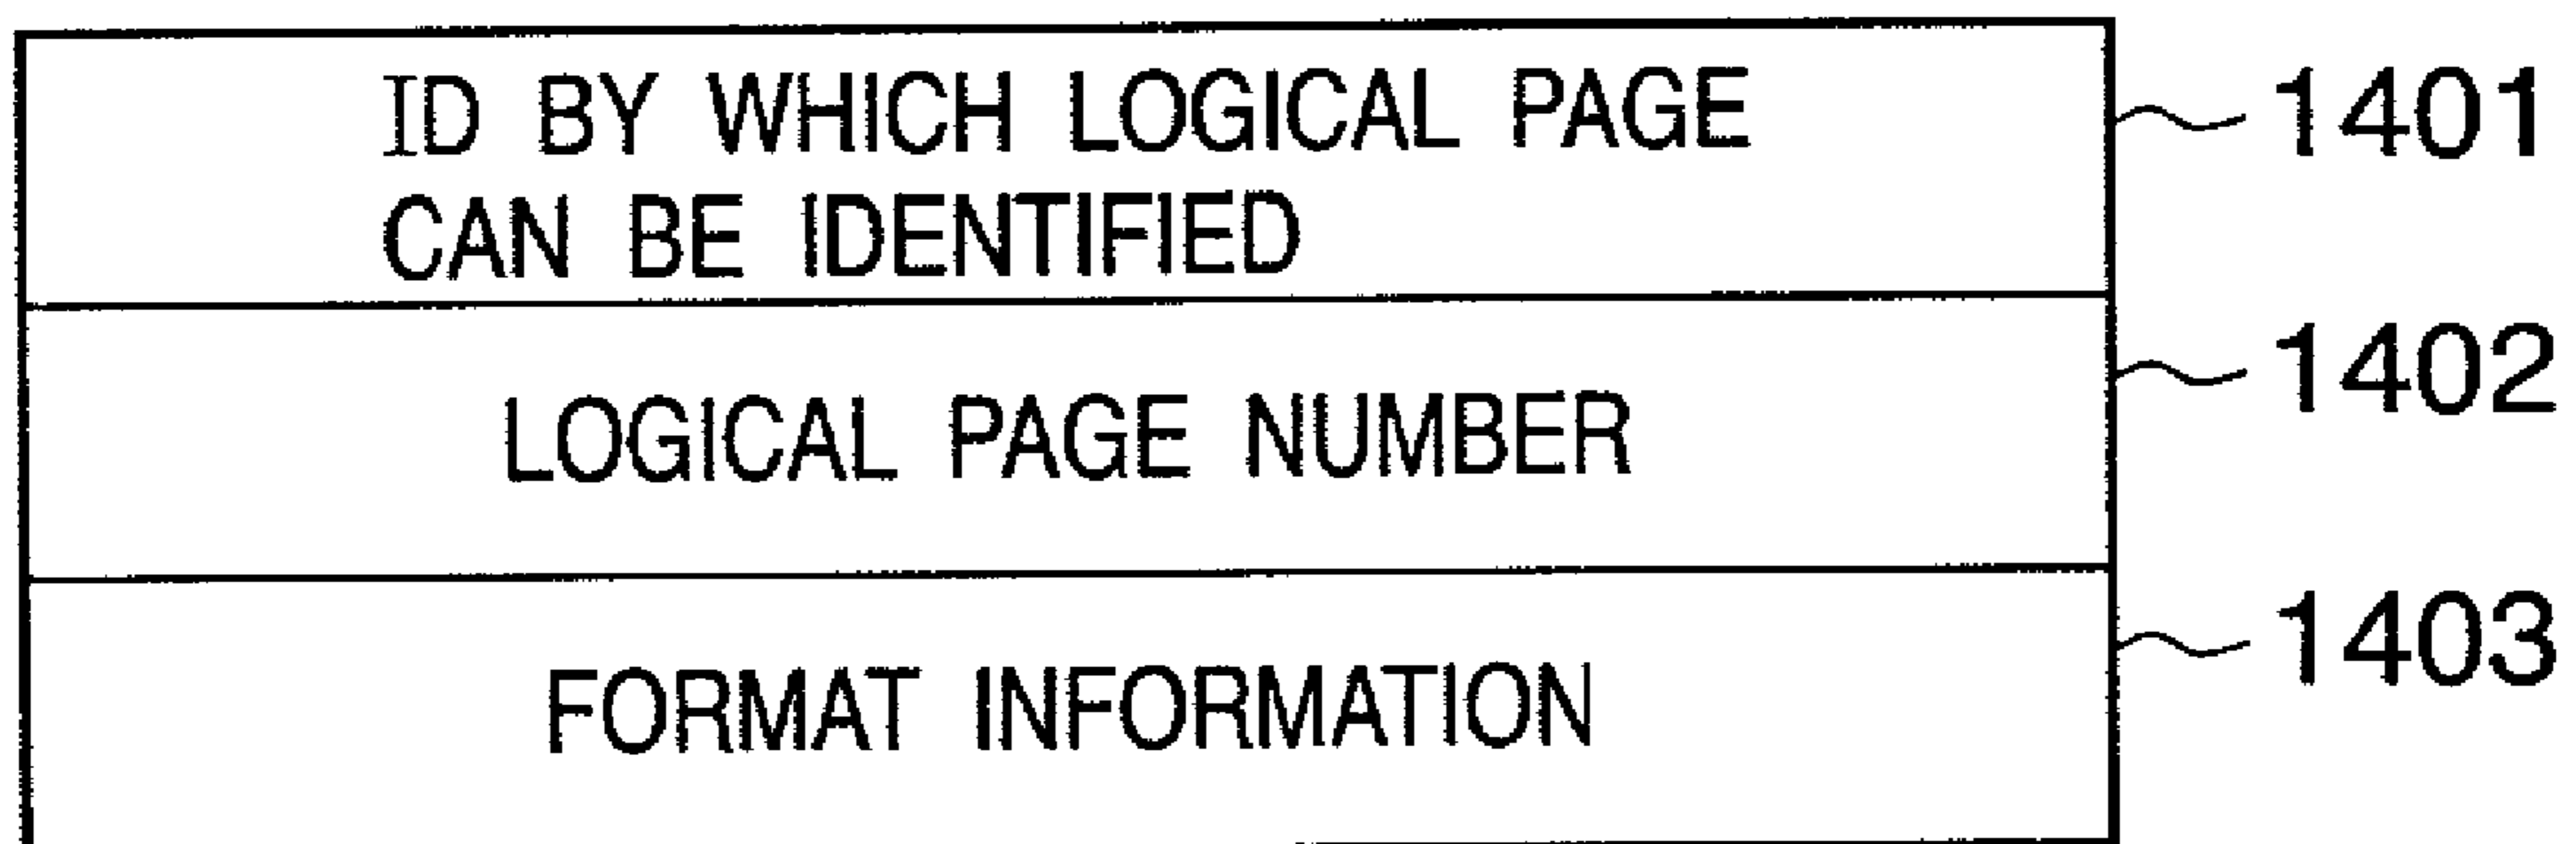 ID BY WHICH LOGICAL PAGE 1401
CAN BE IDENTIFIED
LOGICAL PAGE NUMBER 1402
FORMAT INFORMATION 1403